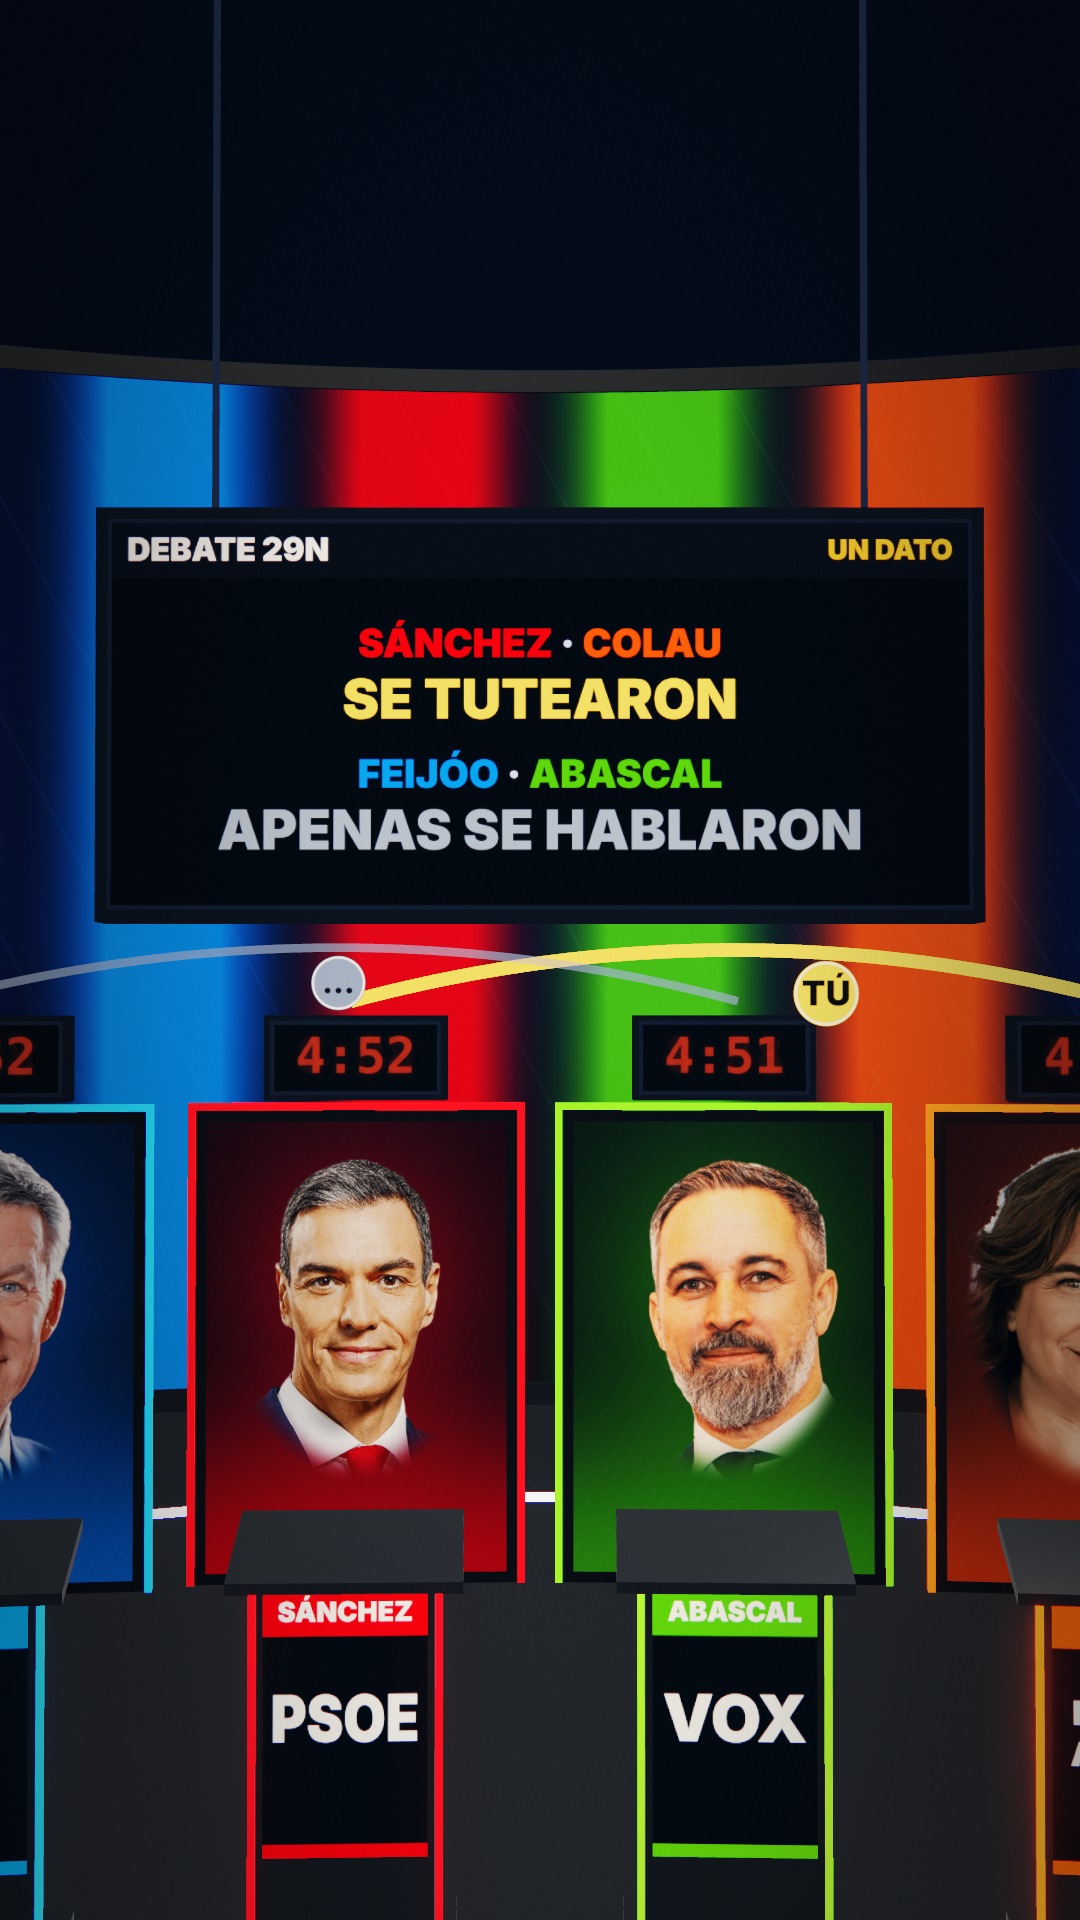 DEBATE 29N
UN DATO
SÁNCHEZ · COLAU
SE TUTEARON
FEIJÓO · ABASCAL
APENAS SE HABLARON
...
TÚ
4:52
4:51
SÁNCHEZ
ABASCAL
PSOE
VOX